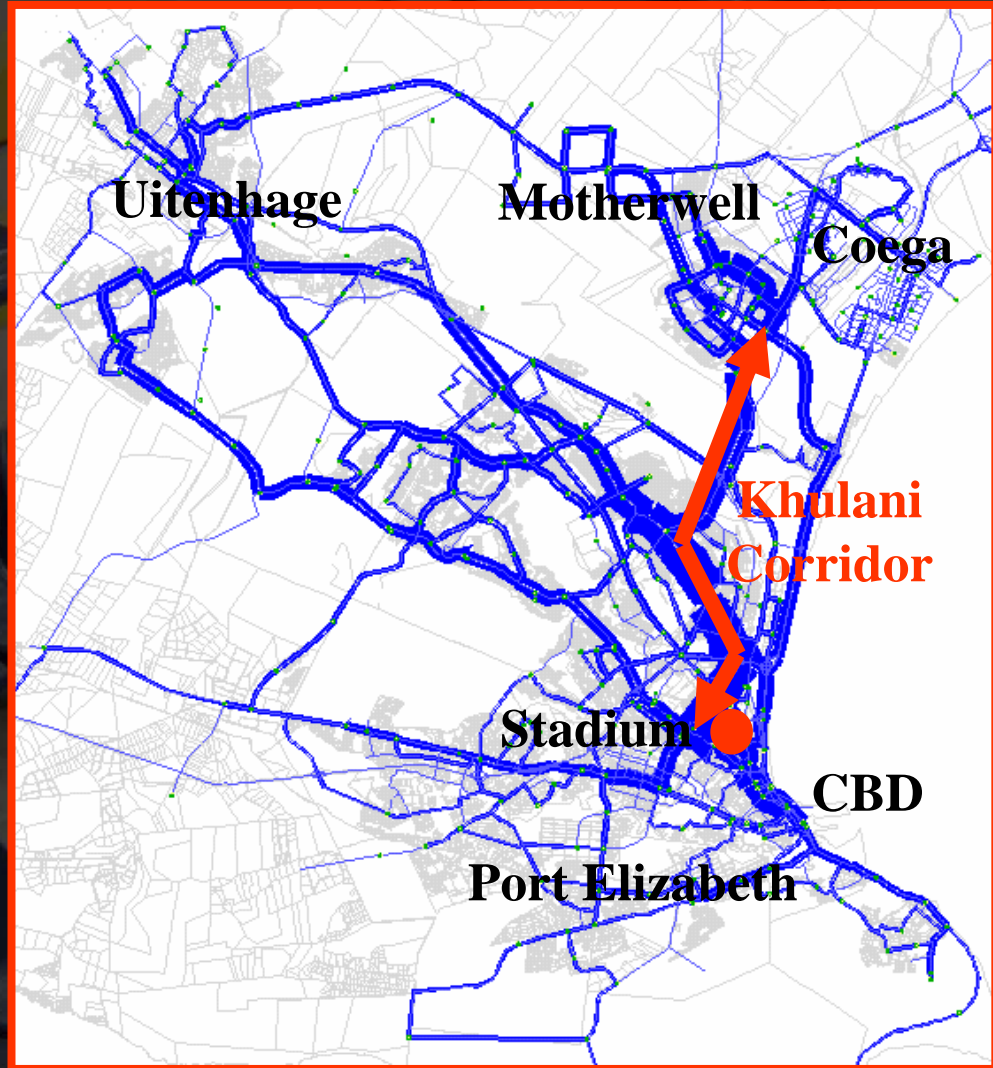 Uitenhage
Motherwell
Coega
Khulani
Corridor
Stadium
CBD
Port Elizabeth